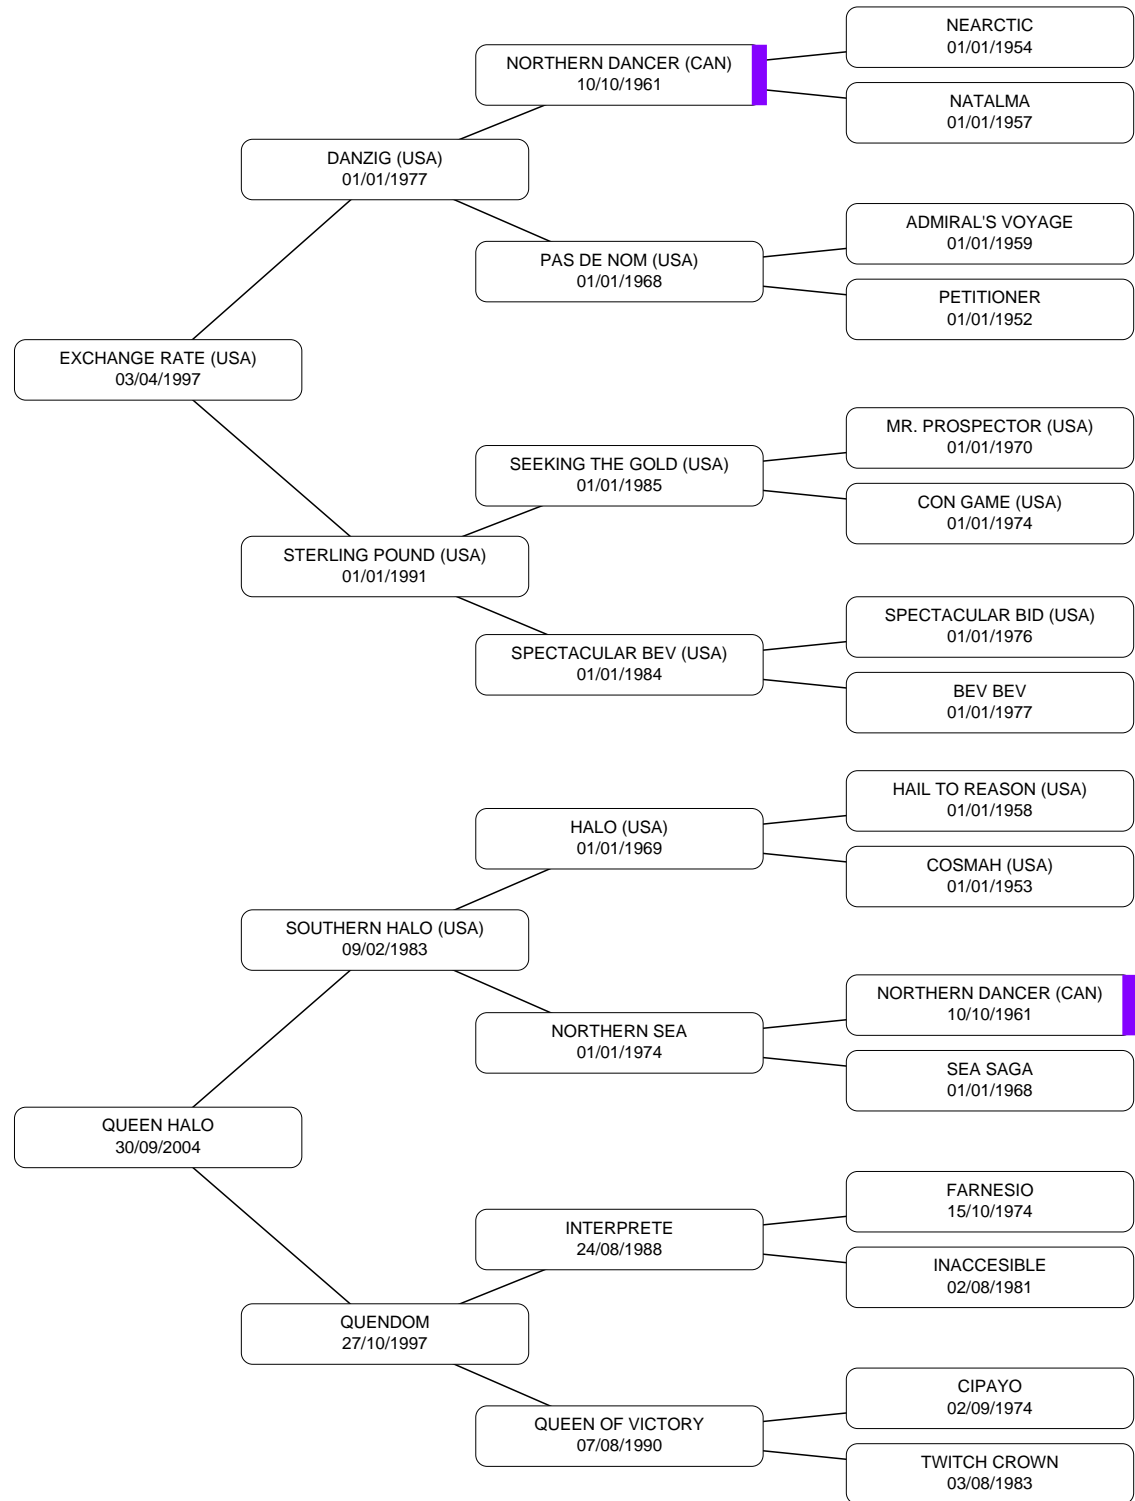 NEARCTIC
01/01/1954
NORTHERN DANCER (CAN)
10/10/1961
NATALMA
01/01/1957
DANZIG (USA)
01/01/1977
ADMIRAL'S VOYAGE
01/01/1959
PAS DE NOM (USA)
01/01/1968
PETITIONER
01/01/1952
EXCHANGE RATE (USA)
03/04/1997
MR. PROSPECTOR (USA)
01/01/1970
SEEKING THE GOLD (USA)
01/01/1985
CON GAME (USA)
01/01/1974
STERLING POUND (USA)
01/01/1991
SPECTACULAR BID (USA)
01/01/1976
SPECTACULAR BEV (USA)
01/01/1984
BEV BEV
01/01/1977
HAIL TO REASON (USA)
01/01/1958
HALO (USA)
01/01/1969
COSMAH (USA)
01/01/1953
SOUTHERN HALO (USA)
09/02/1983
NORTHERN DANCER (CAN)
10/10/1961
NORTHERN SEA
01/01/1974
SEA SAGA
01/01/1968
QUEEN HALO
30/09/2004
FARNESIO
15/10/1974
INTERPRETE
24/08/1988
INACCESIBLE
02/08/1981
QUENDOM
27/10/1997
CIPAYO
02/09/1974
QUEEN OF VICTORY
07/08/1990
TWITCH CROWN
03/08/1983